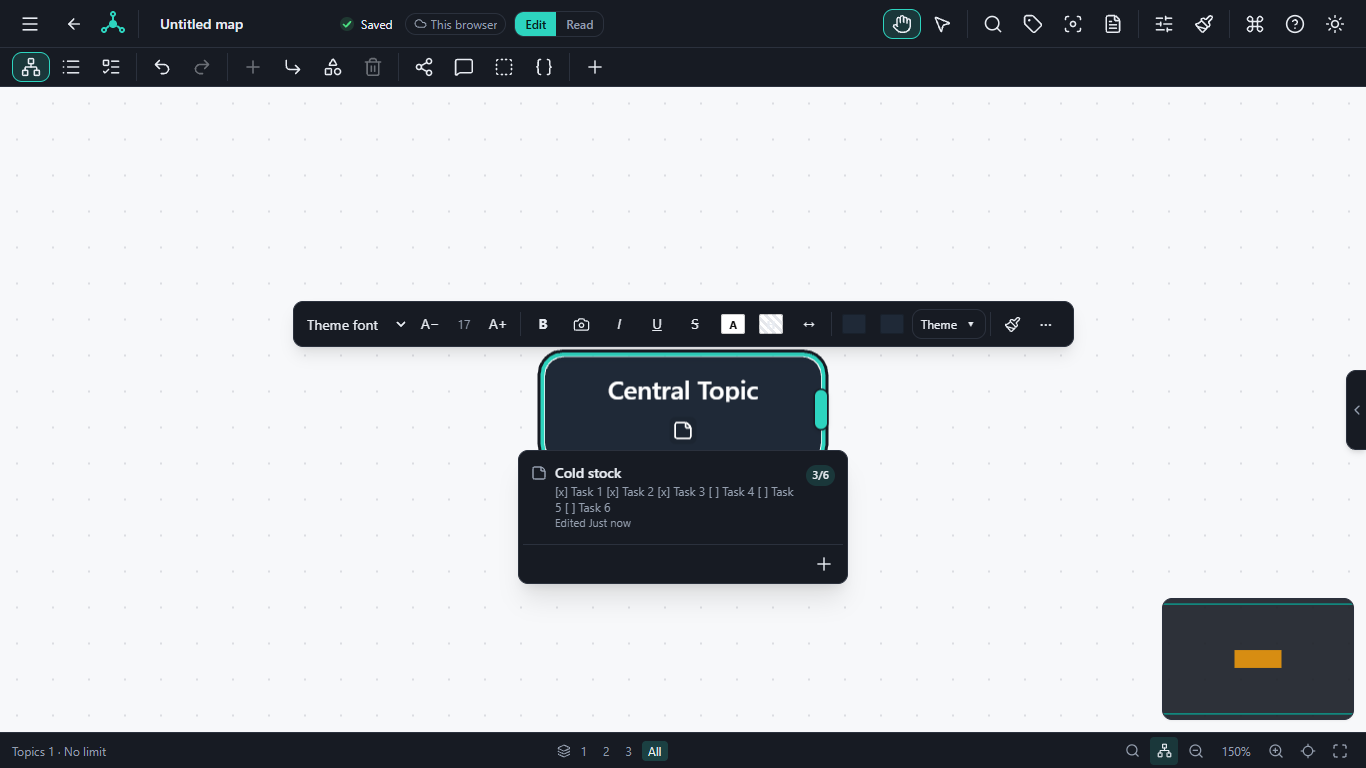 Untitled map
Saved
This browser
Edit
Read
Theme font
A−
17
A+
B
I
U
S
A
Theme
Central Topic
Cold stock
3/6
[x] Task 1 [x] Task 2 [x] Task 3 [ ] Task 4 [ ] Task
5 [ ] Task 6
Edited Just now
Topics 1 · No limit
1
2
3
All
150%